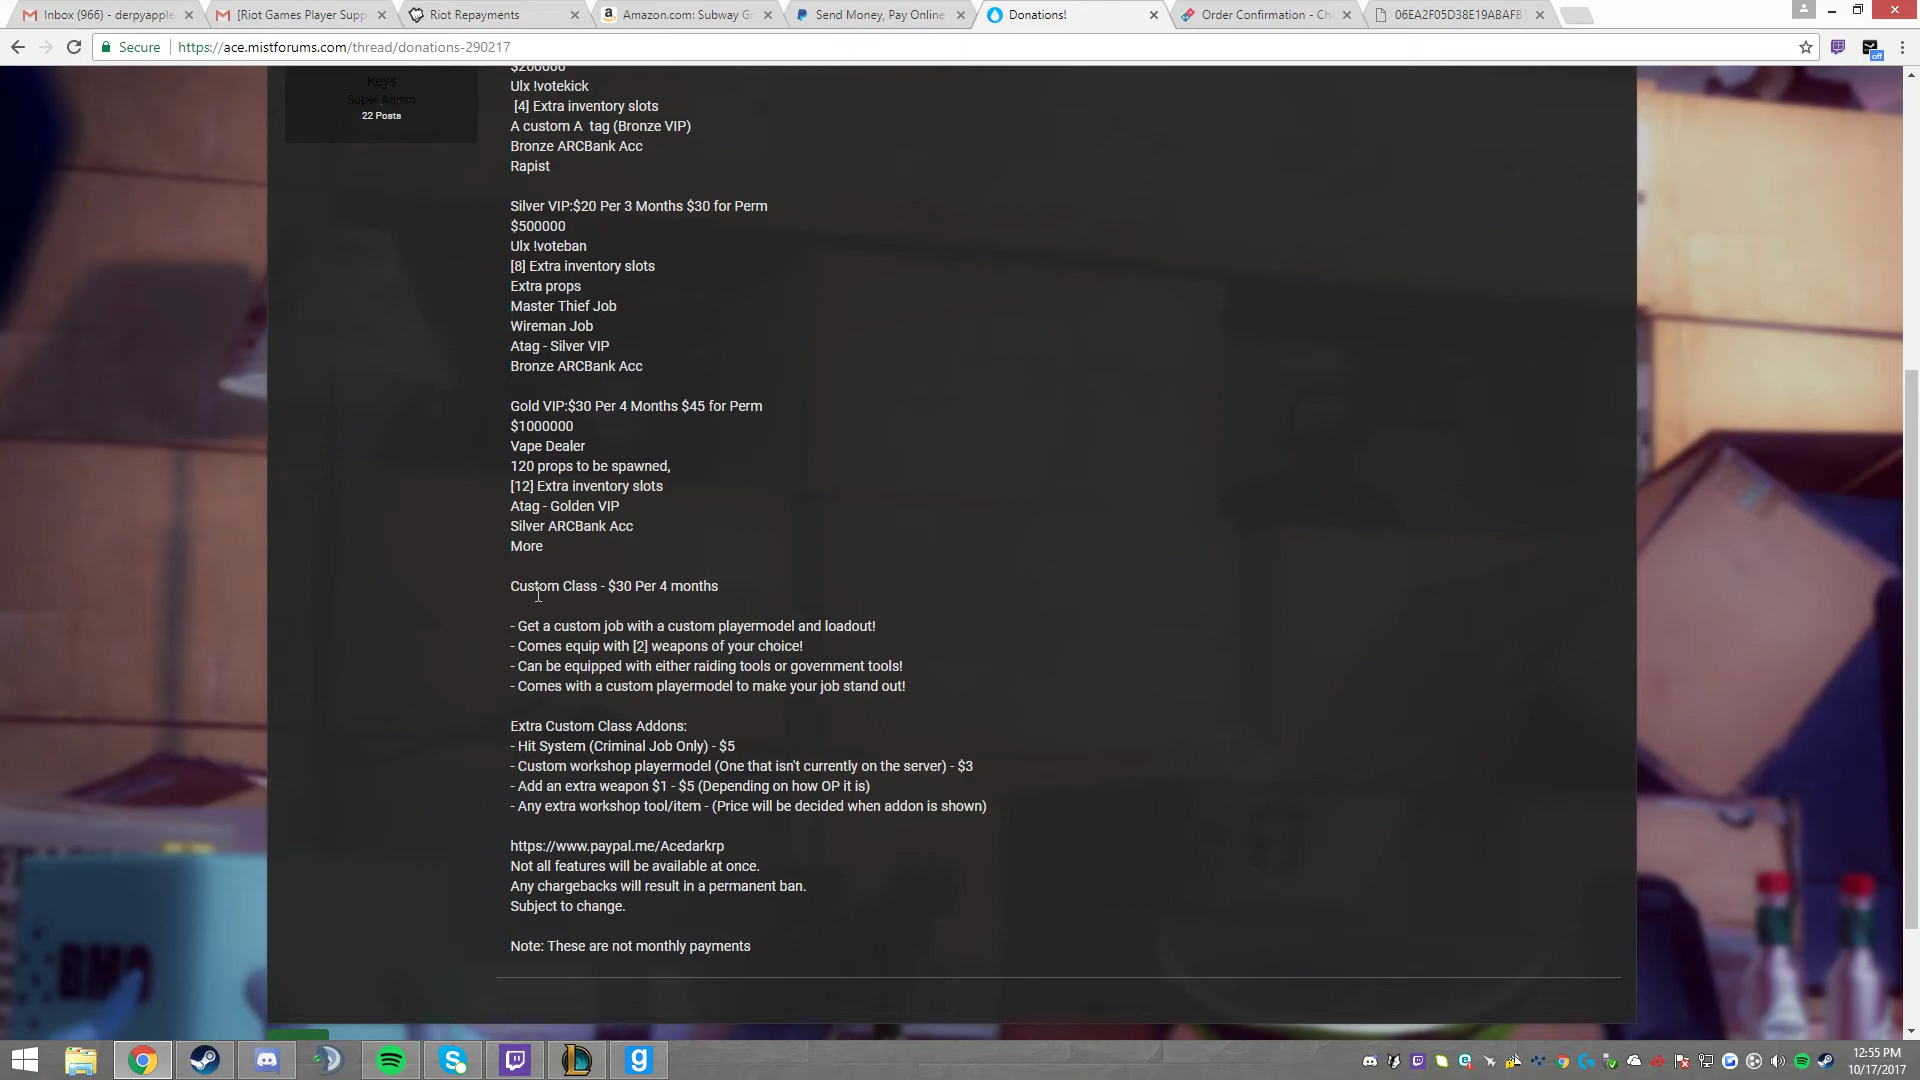 Inbox (966) - derpyapple
[Riot Games Player Supp
Riot Repayments
Amazon.com: Subway G
Send Money, Pay Online
Donations!
Order Confirmation - Ch
06EA2F05D38E19ABAFB
Secure
https://ace.mistforums.com/thread/donations-290217
off
Keys
Super Admin
22 Posts
$200000
Ulx !votekick
[4] Extra inventory slots
A custom A tag (Bronze VIP)
Bronze ARCBank Acc
Rapist
Silver VIP:$20 Per 3 Months $30 for Perm
$500000
Ulx !voteban
[8] Extra inventory slots
Extra props
Master Thief Job
Wireman Job
Atag - Silver VIP
Bronze ARCBank Acc
Gold VIP:$30 Per 4 Months $45 for Perm
$1000000
Vape Dealer
120 props to be spawned,
[12] Extra inventory slots
Atag - Golden VIP
Silver ARCBank Acc
More
Custom Class - $30 Per 4 months
- Get a custom job with a custom playermodel and loadout!
- Comes equip with [2] weapons of your choice!
- Can be equipped with either raiding tools or government tools!
- Comes with a custom playermodel to make your job stand out!
Extra Custom Class Addons:
- Hit System (Criminal Job Only) - $5
- Custom workshop playermodel (One that isn't currently on the server) - $3
- Add an extra weapon $1 - $5 (Depending on how OP it is)
- Any extra workshop tool/item - (Price will be decided when addon is shown)
https://www.paypal.me/Acedarkrp
Not all features will be available at once.
Any chargebacks will result in a permanent ban.
Subject to change.
Note: These are not monthly payments
BMO
12:55 PM
10/17/2017